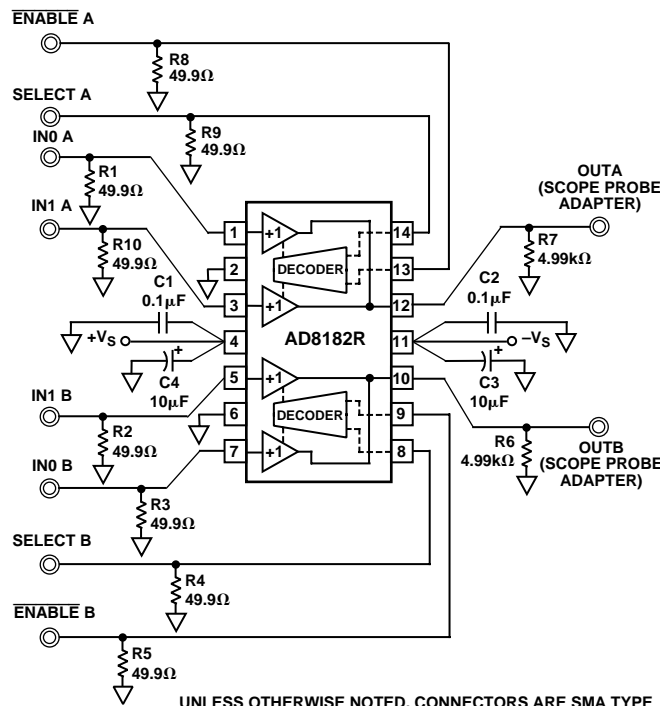 ENABLE A
R8
49.9Ω
SELECT A
R9
49.9Ω
IN0 A
R1
49.9Ω
IN1 A
R10
49.9Ω
OUTA
(SCOPE PROBE
ADAPTER)
R7
4.99kΩ
1
+1
14
2
DECODER
13
3
+1
12
C1
0.1µF
C2
0.1µF
+VS
4
AD8182R
11
–VS
C4
10µF
+
C3
10µF
+
5
+1
10
IN1 B
R2
49.9Ω
6
DECODER
9
7
+1
8
R6
4.99kΩ
OUTB
(SCOPE PROBE
ADAPTER)
IN0 B
R3
49.9Ω
SELECT B
R4
49.9Ω
ENABLE B
R5
49.9Ω
UNLESS OTHERWISE NOTED, CONNECTORS ARE SMA TYPE